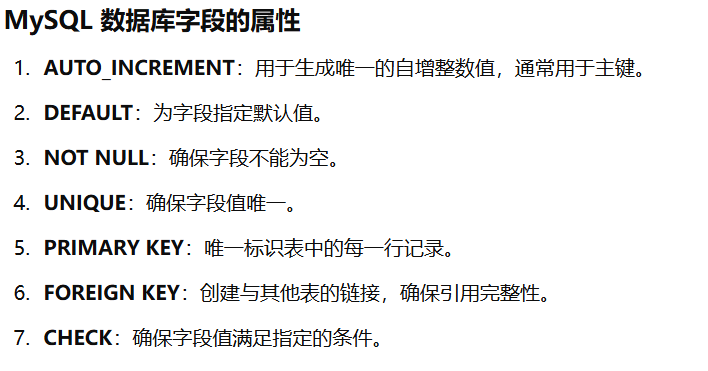 MySQL 数据库字段的属性
1. AUTO_INCREMENT：用于生成唯一的自增整数值，通常用于主键。
2. DEFAULT：为字段指定默认值。
3. NOT NULL：确保字段不能为空。
4. UNIQUE：确保字段值唯一。
5. PRIMARY KEY：唯一标识表中的每一行记录。
6. FOREIGN KEY：创建与其他表的链接，确保引用完整性。
7. CHECK：确保字段值满足指定的条件。